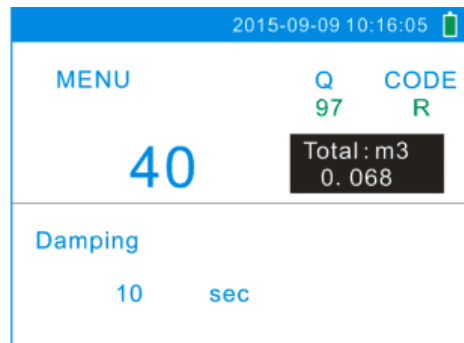 2015-09-09 10:16:05
MENU Q CODE
97 R
40 Total: m3
0. 068
Damping
10 sec